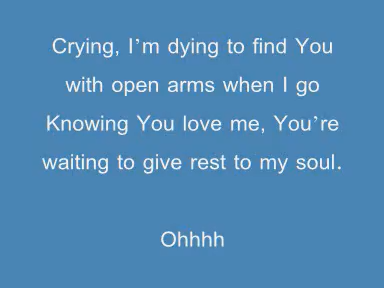 Crying, I’m dying to find You
with open arms when I go
Knowing You love me, You’re
waiting to give rest to my soul.
Ohhhh